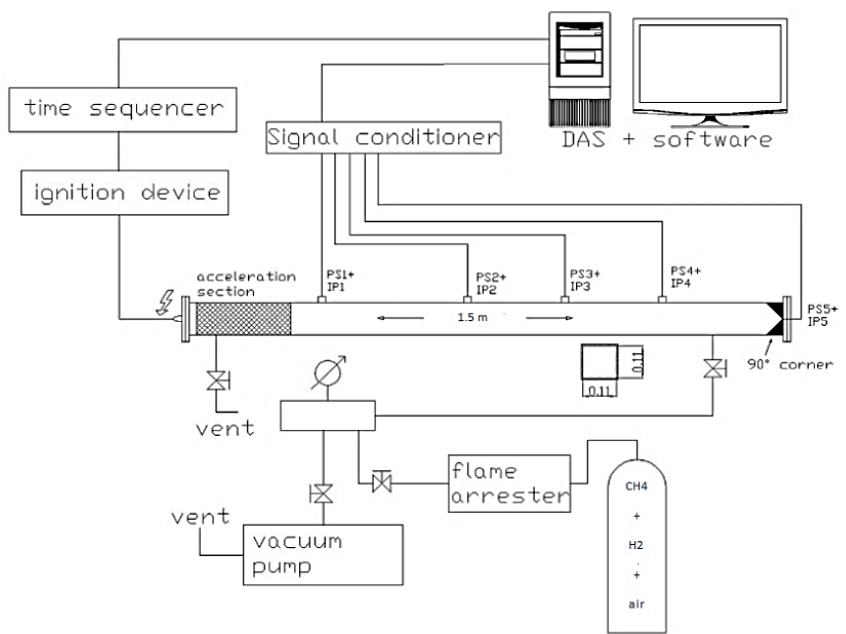 time sequencer
Signal conditioner
DAS + software
ignition device
acceleration
section
PS1+
IP1
PS2+
IP2
PS3+
IP3
PS4+
IP4
PS5+
IP5
1.5 m
0.11
0.11
90° corner
vent
flame
arrester
CH4
+
H2
+
air
vent
vacuum
pump